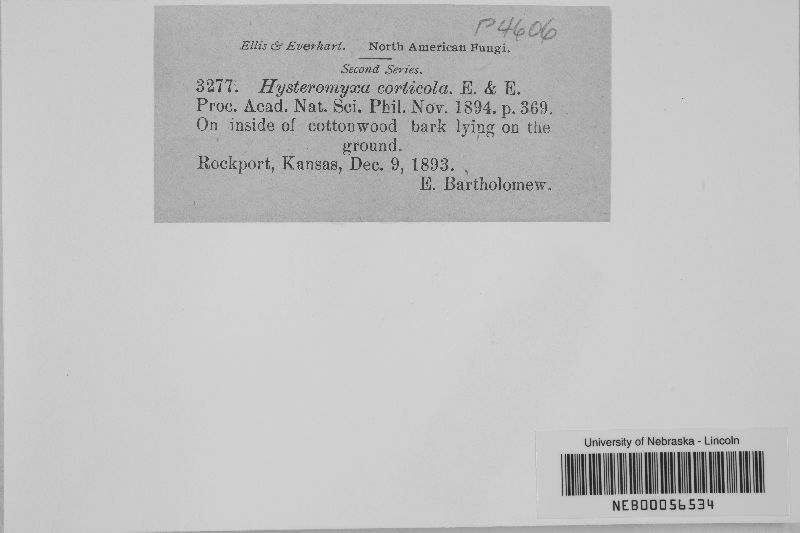 P4606
Ellis & Everhart. North American Fungi.
Second Series.
3277. Hysteromyxa corticola. E. & E.
Proc. Acad. Nat. Sci. Phil. Nov. 1894. p. 369.
On inside of cottonwood bark lying on the
ground.
Rockport, Kansas, Dec. 9, 1893.
E. Bartholomew.
University of Nebraska - Lincoln
NEB00056534